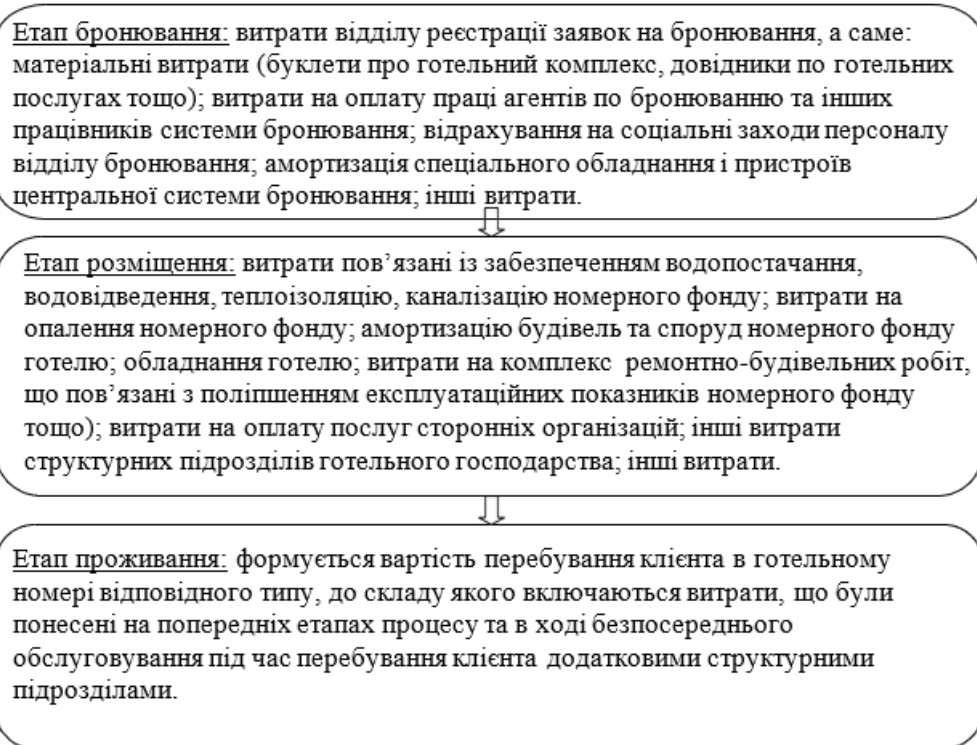 Етап бронювання: витрати відділу реєстрації заявок на бронювання, а саме:
матеріальні витрати (буклети про готельний комплекс, довідники по готельних
послугах тощо); витрати на оплату праці агентів по бронюванню та інших
працівників системи бронювання; відрахування на соціальні заходи персоналу
відділу бронювання; амортизація спеціального обладнання і пристроїв
центральної системи бронювання; інші витрати.
Етап розміщення: витрати пов’язані із забезпеченням водопостачання,
водовідведення, теплоізоляцію, каналізацію номерного фонду; витрати на
опалення номерного фонду; амортизацію будівель та споруд номерного фонду
готелю; обладнання готелю; витрати на комплекс ремонтно-будівельних робіт,
що пов’язані з поліпшенням експлуатаційних показників номерного фонду
тощо); витрати на оплату послуг сторонніх організацій; інші витрати
структурних підрозділів готельного господарства; інші витрати.
Етап проживання: формується вартість перебування клієнта в готельному
номері відповідного типу, до складу якого включаються витрати, що були
понесені на попередніх етапах процесу та в ході безпосереднього
обслуговування під час перебування клієнта додатковими структурними
підрозділами.